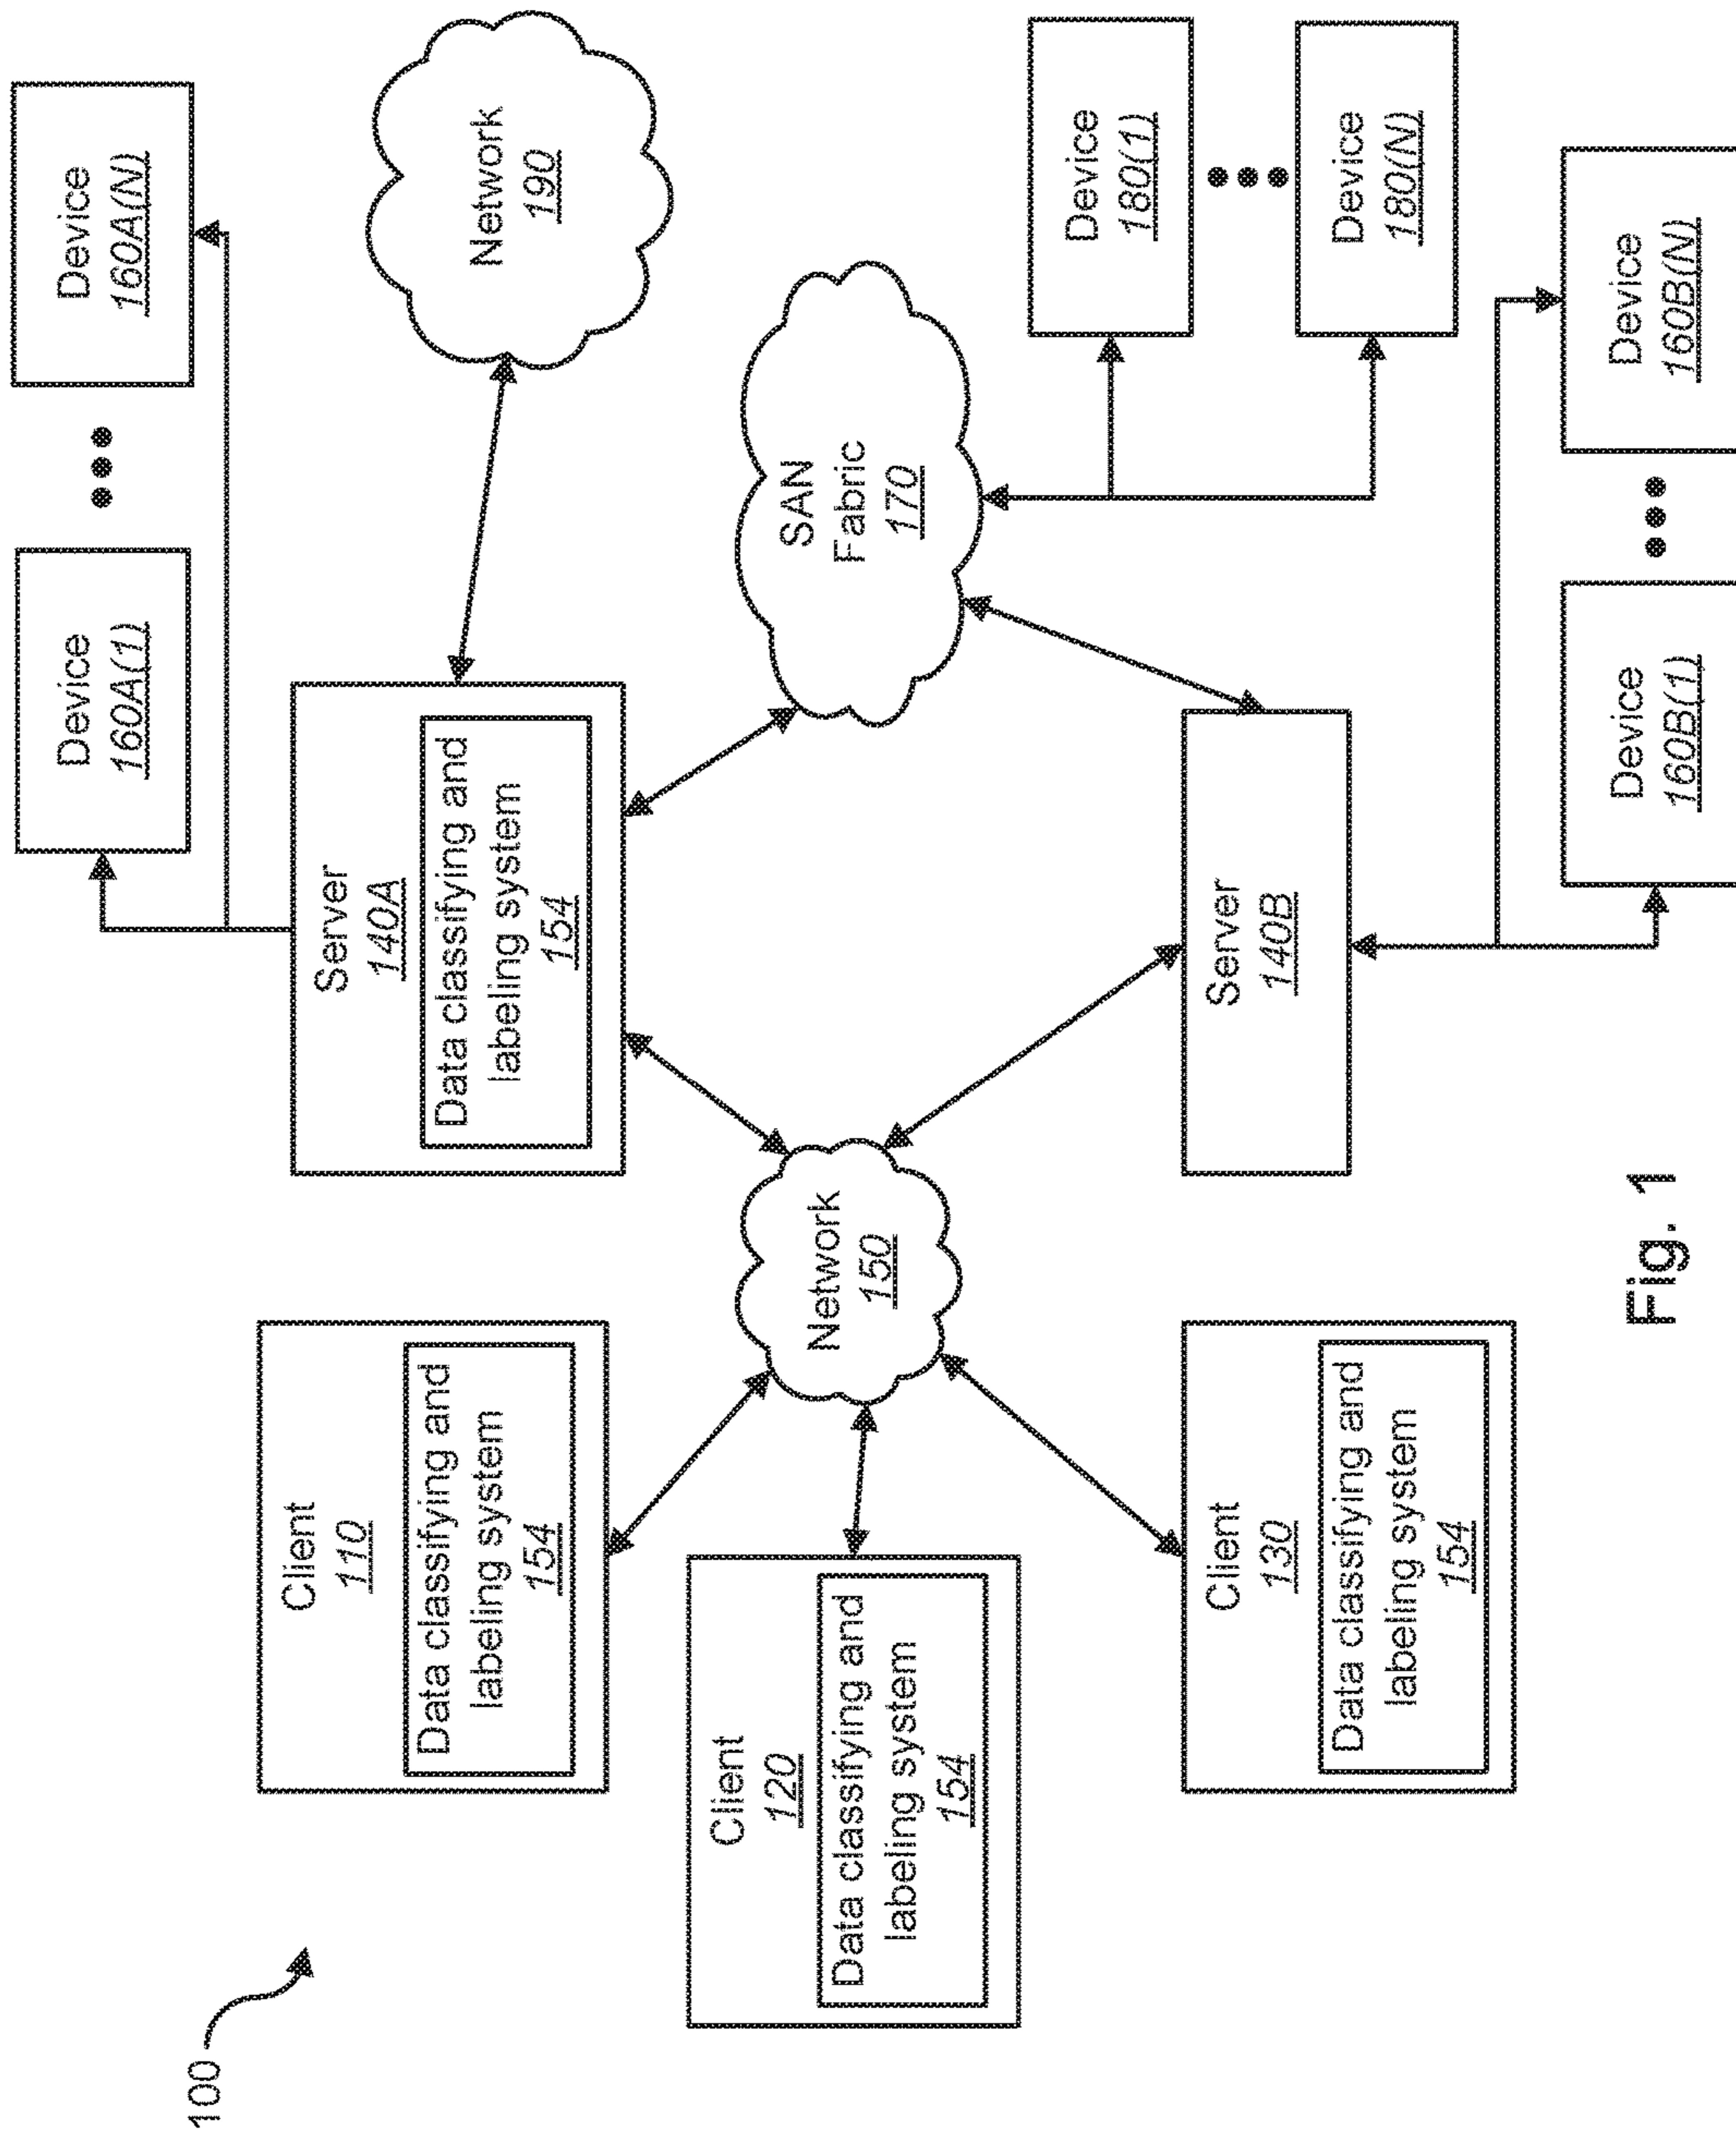 100
Client
110
Data classifying and
labeling system
154
Client
120
Data classifying and
labeling system
154
Client
130
Data classifying and
labeling system
154
Network
150
Server
140A
Data classifying and
labeling system
154
Server
140B
Device
160A(1)
Device
160A(N)
Network
190
SAN
Fabric
170
Device
180(1)
Device
180(N)
Device
160B(1)
Device
160B(N)
Fig. 1